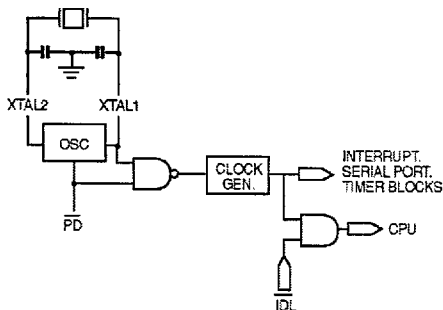 XTAL2
XTAL1
OSC
CLOCK
GEN.
INTERRUPT.
SERIAL PORT.
TIMER BLOCKS
CPU
PD
IDL